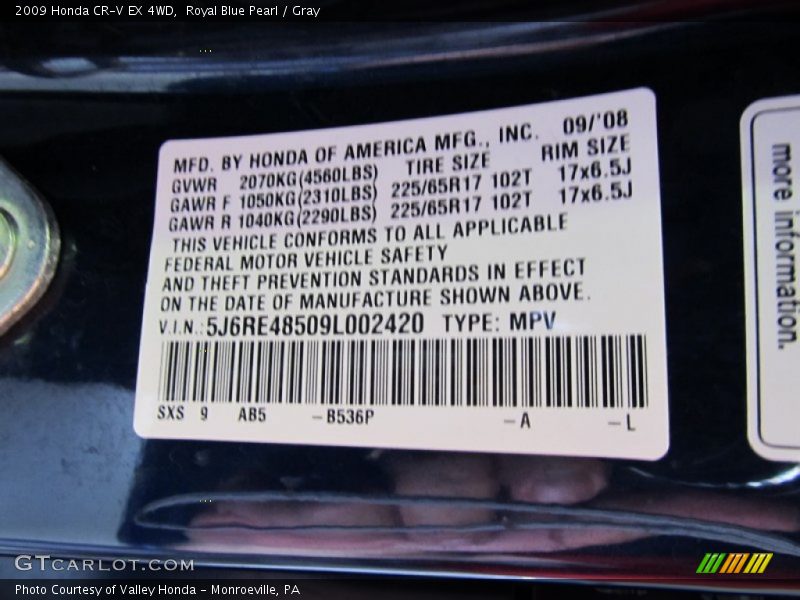 2009 Honda CR-V EX 4WD, Royal Blue Pearl / Gray
MFD. BY HONDA OF AMERICA MFG., INC. 09/'08
GVWR 2070KG(4560LBS) TIRE SIZE RIM SIZE
GAWR F 1050KG(2310LBS) 225/65R17 102T 17x6.5J
GAWR R 1040KG(2290LBS) 225/65R17 102T 17x6.5J
THIS VEHICLE CONFORMS TO ALL APPLICABLE
FEDERAL MOTOR VEHICLE SAFETY
AND THEFT PREVENTION STANDARDS IN EFFECT
ON THE DATE OF MANUFACTURE SHOWN ABOVE.
V.I.N.: 5J6RE48509L002420 TYPE: MPV
SXS 9 AB5 -B536P -A -L
more information.
GTCARLOT.COM
Photo Courtesy of Valley Honda - Monroeville, PA